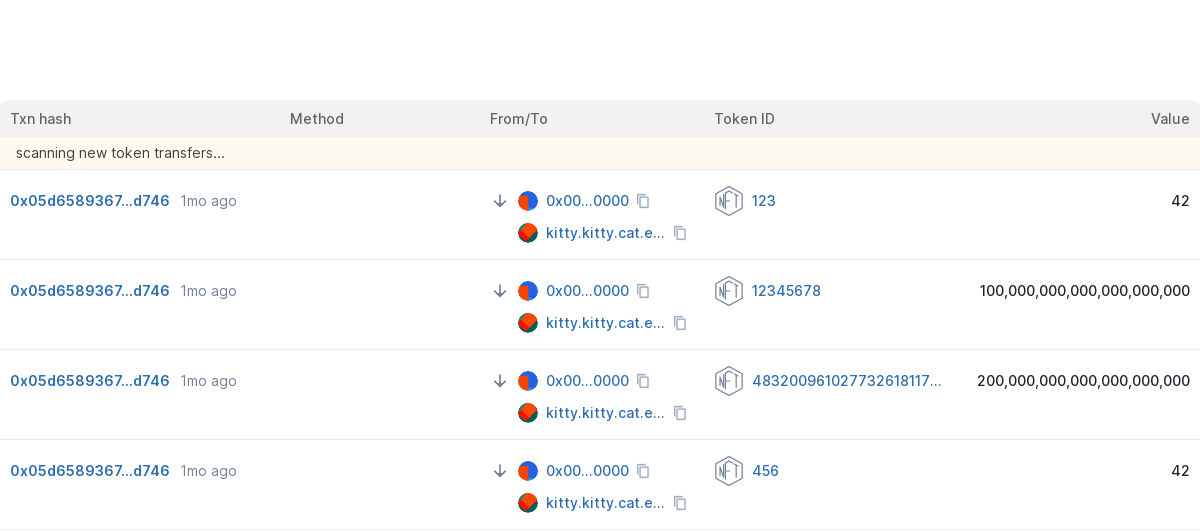 Txn hash Method From/To Token ID Value
scanning new token transfers...
0x05d6589367...d746 1mo ago 0x00...0000 NFT 123 42
kitty.kitty.cat.e...
0x05d6589367...d746 1mo ago 0x00...0000 NFT 12345678 100,000,000,000,000,000,000
kitty.kitty.cat.e...
0x05d6589367...d746 1mo ago 0x00...0000 NFT 483200961027732618117... 200,000,000,000,000,000,000
kitty.kitty.cat.e...
0x05d6589367...d746 1mo ago 0x00...0000 NFT 456 42
kitty.kitty.cat.e...